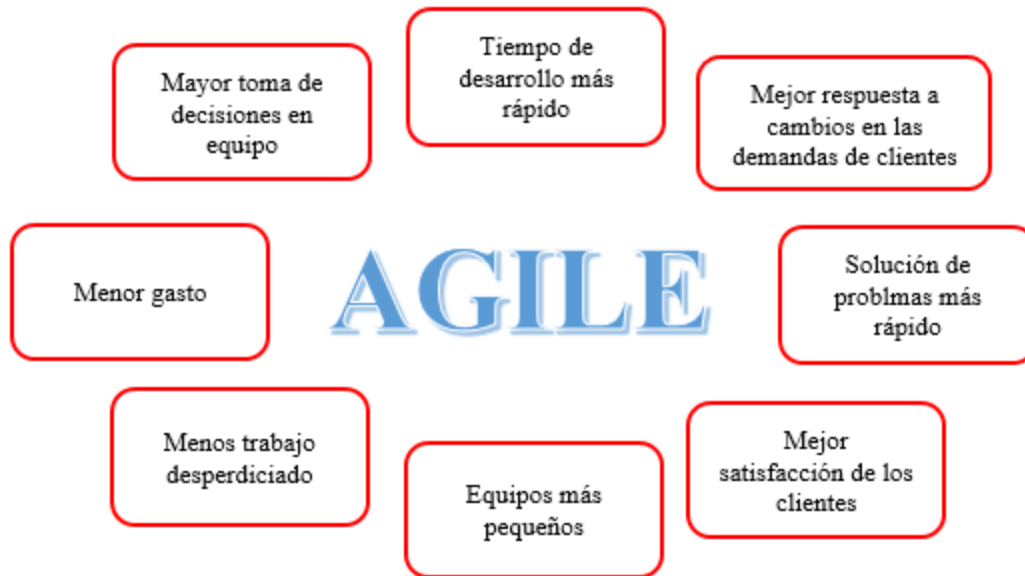 Tiempo de
desarrollo más
rápido
Mayor toma de
decisiones en
equipo
Mejor respuesta a
cambios en las
demandas de clientes
Menor gasto
AGILE
Solución de
problmas más
rápido
Menos trabajo
desperdiciado
Equipos más
pequeños
Mejor
satisfacción de los
clientes